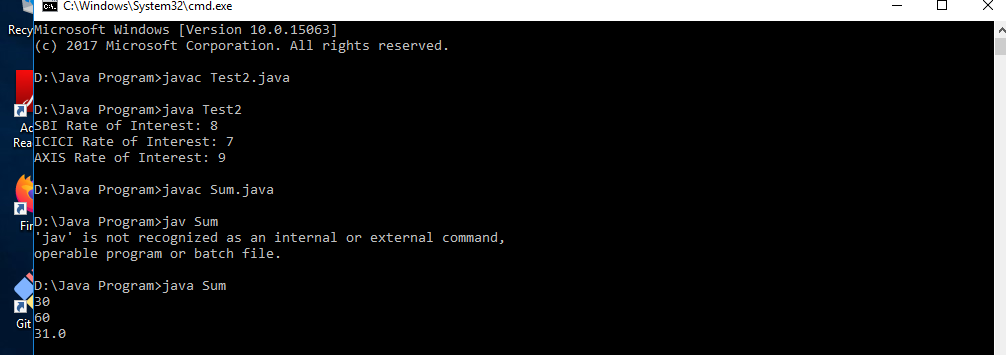 C:\Windows\System32\cmd.exe
Recy
Microsoft Windows [Version 10.0.15063]
(c) 2017 Microsoft Corporation. All rights reserved.
D:\Java Program>javac Test2.java
D:\Java Program>java Test2
SBI Rate of Interest: 8
Ac
ICICI Rate of Interest: 7
Rea
AXIS Rate of Interest: 9
D:\Java Program>javac Sum.java
D:\Java Program>jav Sum
Fir
'jav' is not recognized as an internal or external command,
operable program or batch file.
D:\Java Program>java Sum
30
60
Git
31.0